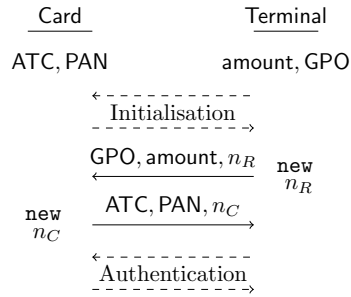 Card Terminal
ATC, PAN amount, GPO
Initialisation
GPO, amount, n_R
new
n_R
ATC, PAN, n_C
new
n_C
Authentication